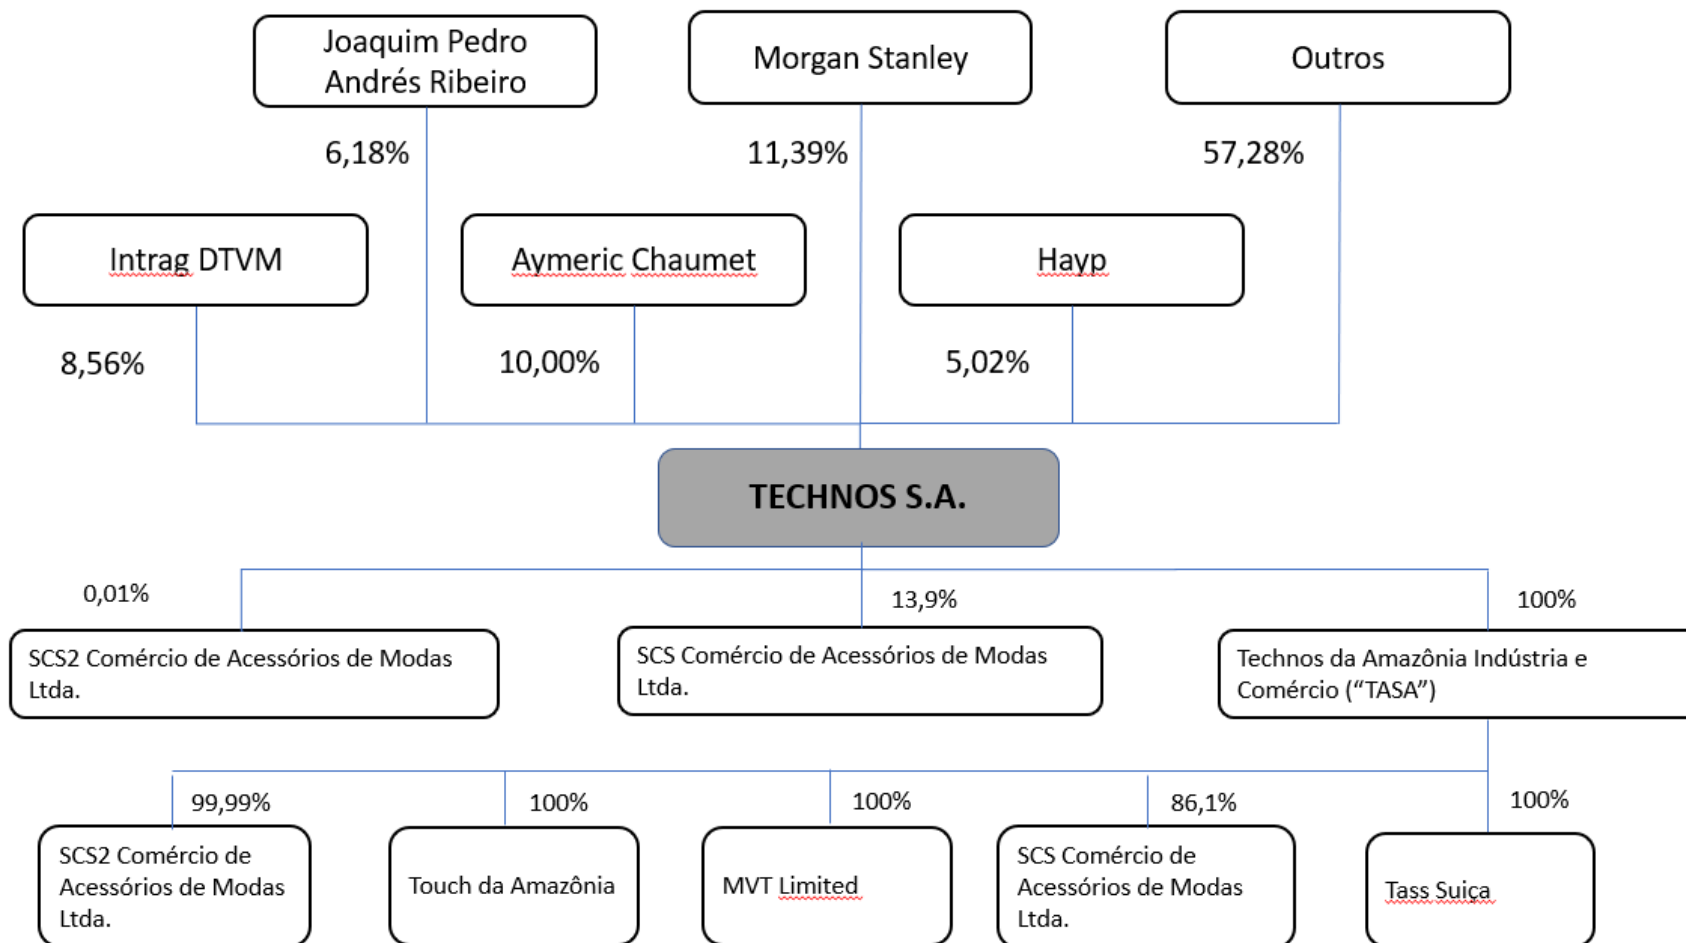 Joaquim Pedro
Andrés Ribeiro
Morgan Stanley
Outros
6,18%
11,39%
57,28%
Intrag DTVM
Aymeric Chaumet
Hayp
8,56%
10,00%
5,02%
TECHNOS S.A.
0,01%
13,9%
100%
SCS2 Comércio de Acessórios de Modas
Ltda.
SCS Comércio de Acessórios de Modas
Ltda.
Technos da Amazônia Indústria e
Comércio (“TASA”)
99,99%
100%
100%
86,1%
100%
SCS2 Comércio de
Acessórios de Modas
Ltda.
Touch da Amazônia
MVT Limited
SCS Comércio de
Acessórios de Modas
Ltda.
Tass Suiça